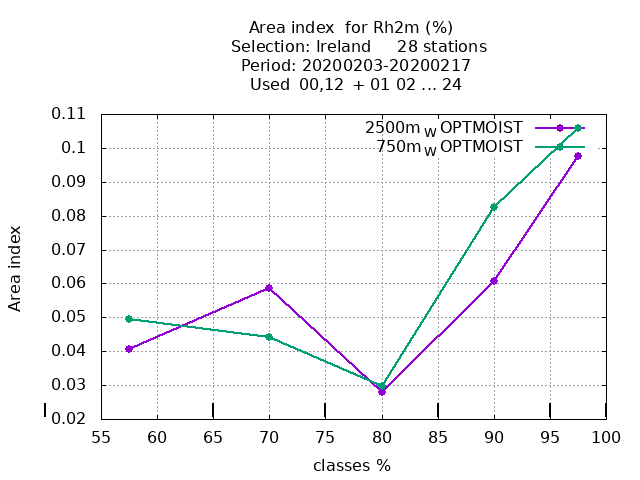 Area index  for Rh2m (%)
Selection: Ireland     28 stations
Period: 20200203-20200217
Used  00,12  + 01 02 ... 24
0.11
0.1
0.09
0.08
0.07
0.06
0.05
0.04
0.03
0.02
Area index
2500m W OPTMOIST
750m W OPTMOIST
55 60 65 70 75 80 85 90 95 100
classes %